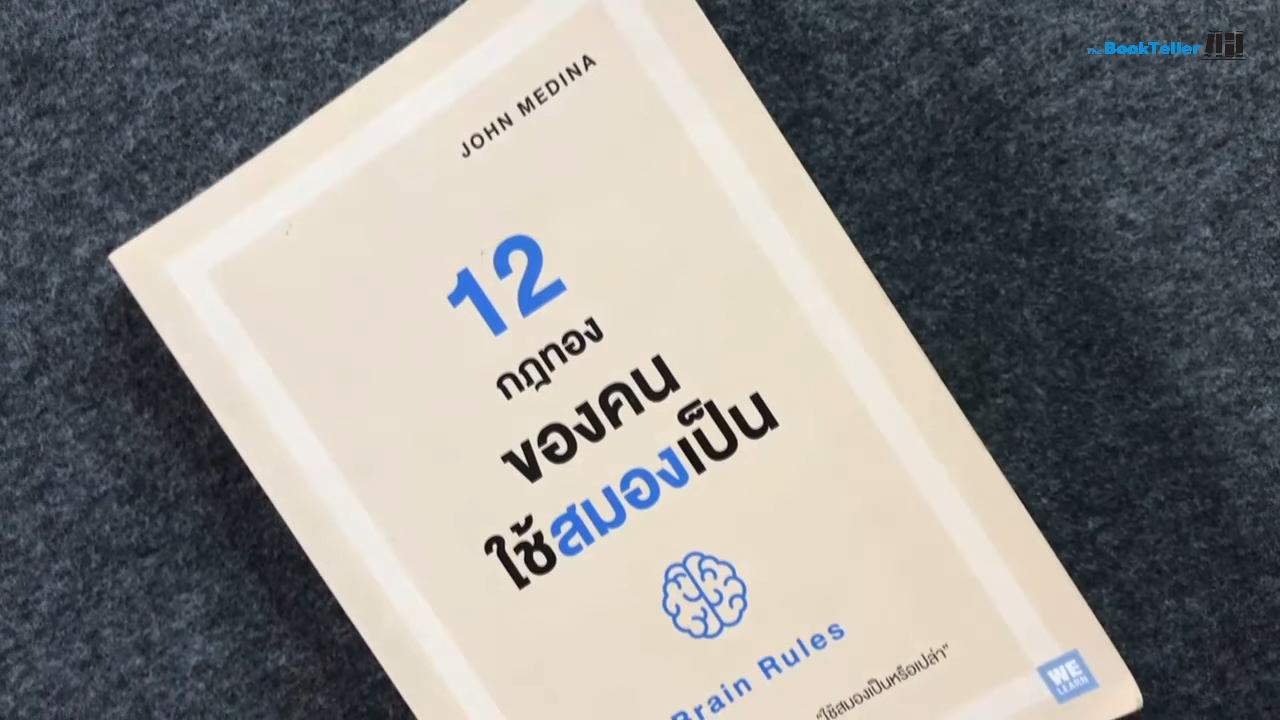 The BookTeller
JOHN MEDINA
12
กฎทอง
ของคน
ใช้สมองเป็น
Brain Rules
"ใช้สมองเป็นหรือเปล่า"
WE
LEARN